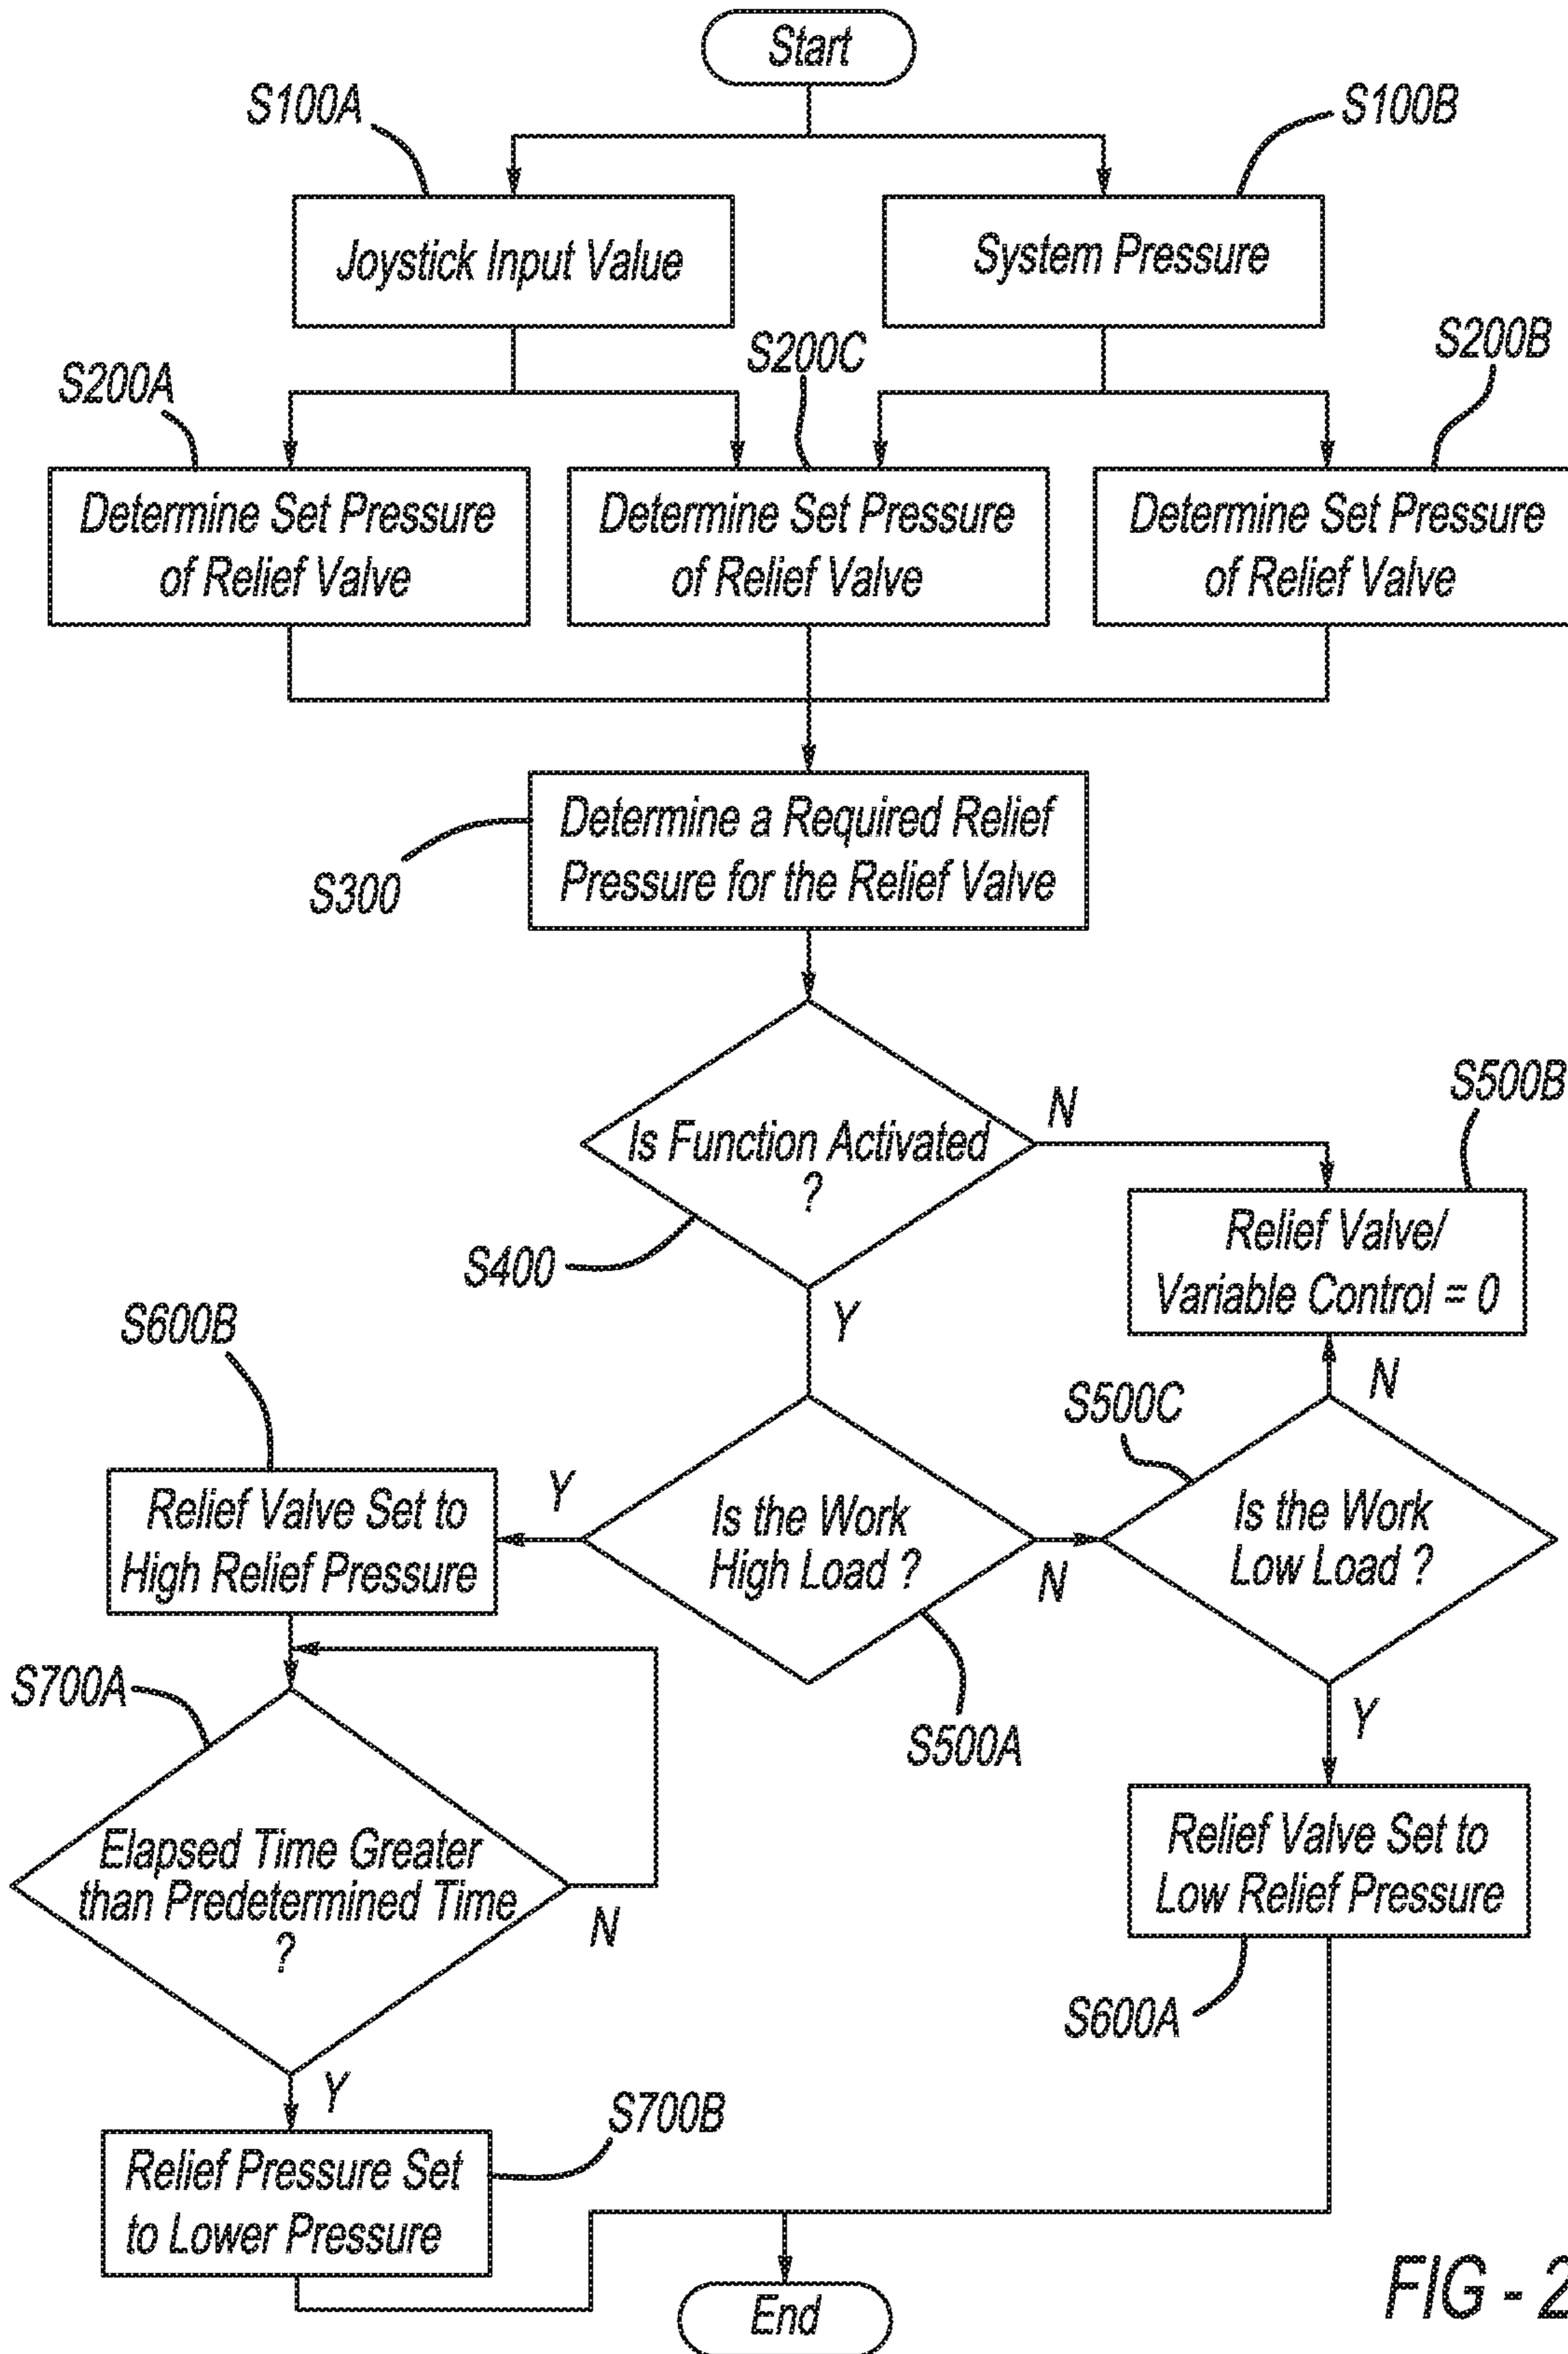 Start
S100A
S100B
Joystick Input Value
System Pressure
S200A
S200C
S200B
Determine Set Pressure
of Relief Valve
Determine Set Pressure
of Relief Valve
Determine Set Pressure
of Relief Valve
Determine a Required Relief
Pressure for the Relief Valve
S300
Is Function Activated
?
N
S500B
S400
Y
Relief Valve/
Variable Control = 0
S600B
S500C
N
Relief Valve Set to
High Relief Pressure
Y
Is the Work
High Load ?
N
Is the Work
Low Load ?
S700A
S500A
Y
Elapsed Time Greater
than Predetermined Time
?
N
Relief Valve Set to
Low Relief Pressure
S600A
Y
S700B
Relief Pressure Set
to Lower Pressure
End
FIG - 2